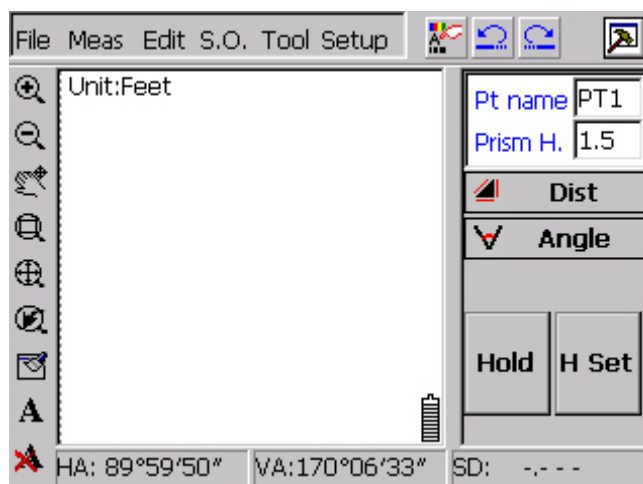 File Meas Edit S.O. Tool Setup
Unit:Feet
Pt name PT1
Prism H. 1.5
Dist
Angle
Hold H Set
A
A
HA: 89°59'50" VA:170°06'33" SD: -.- - -